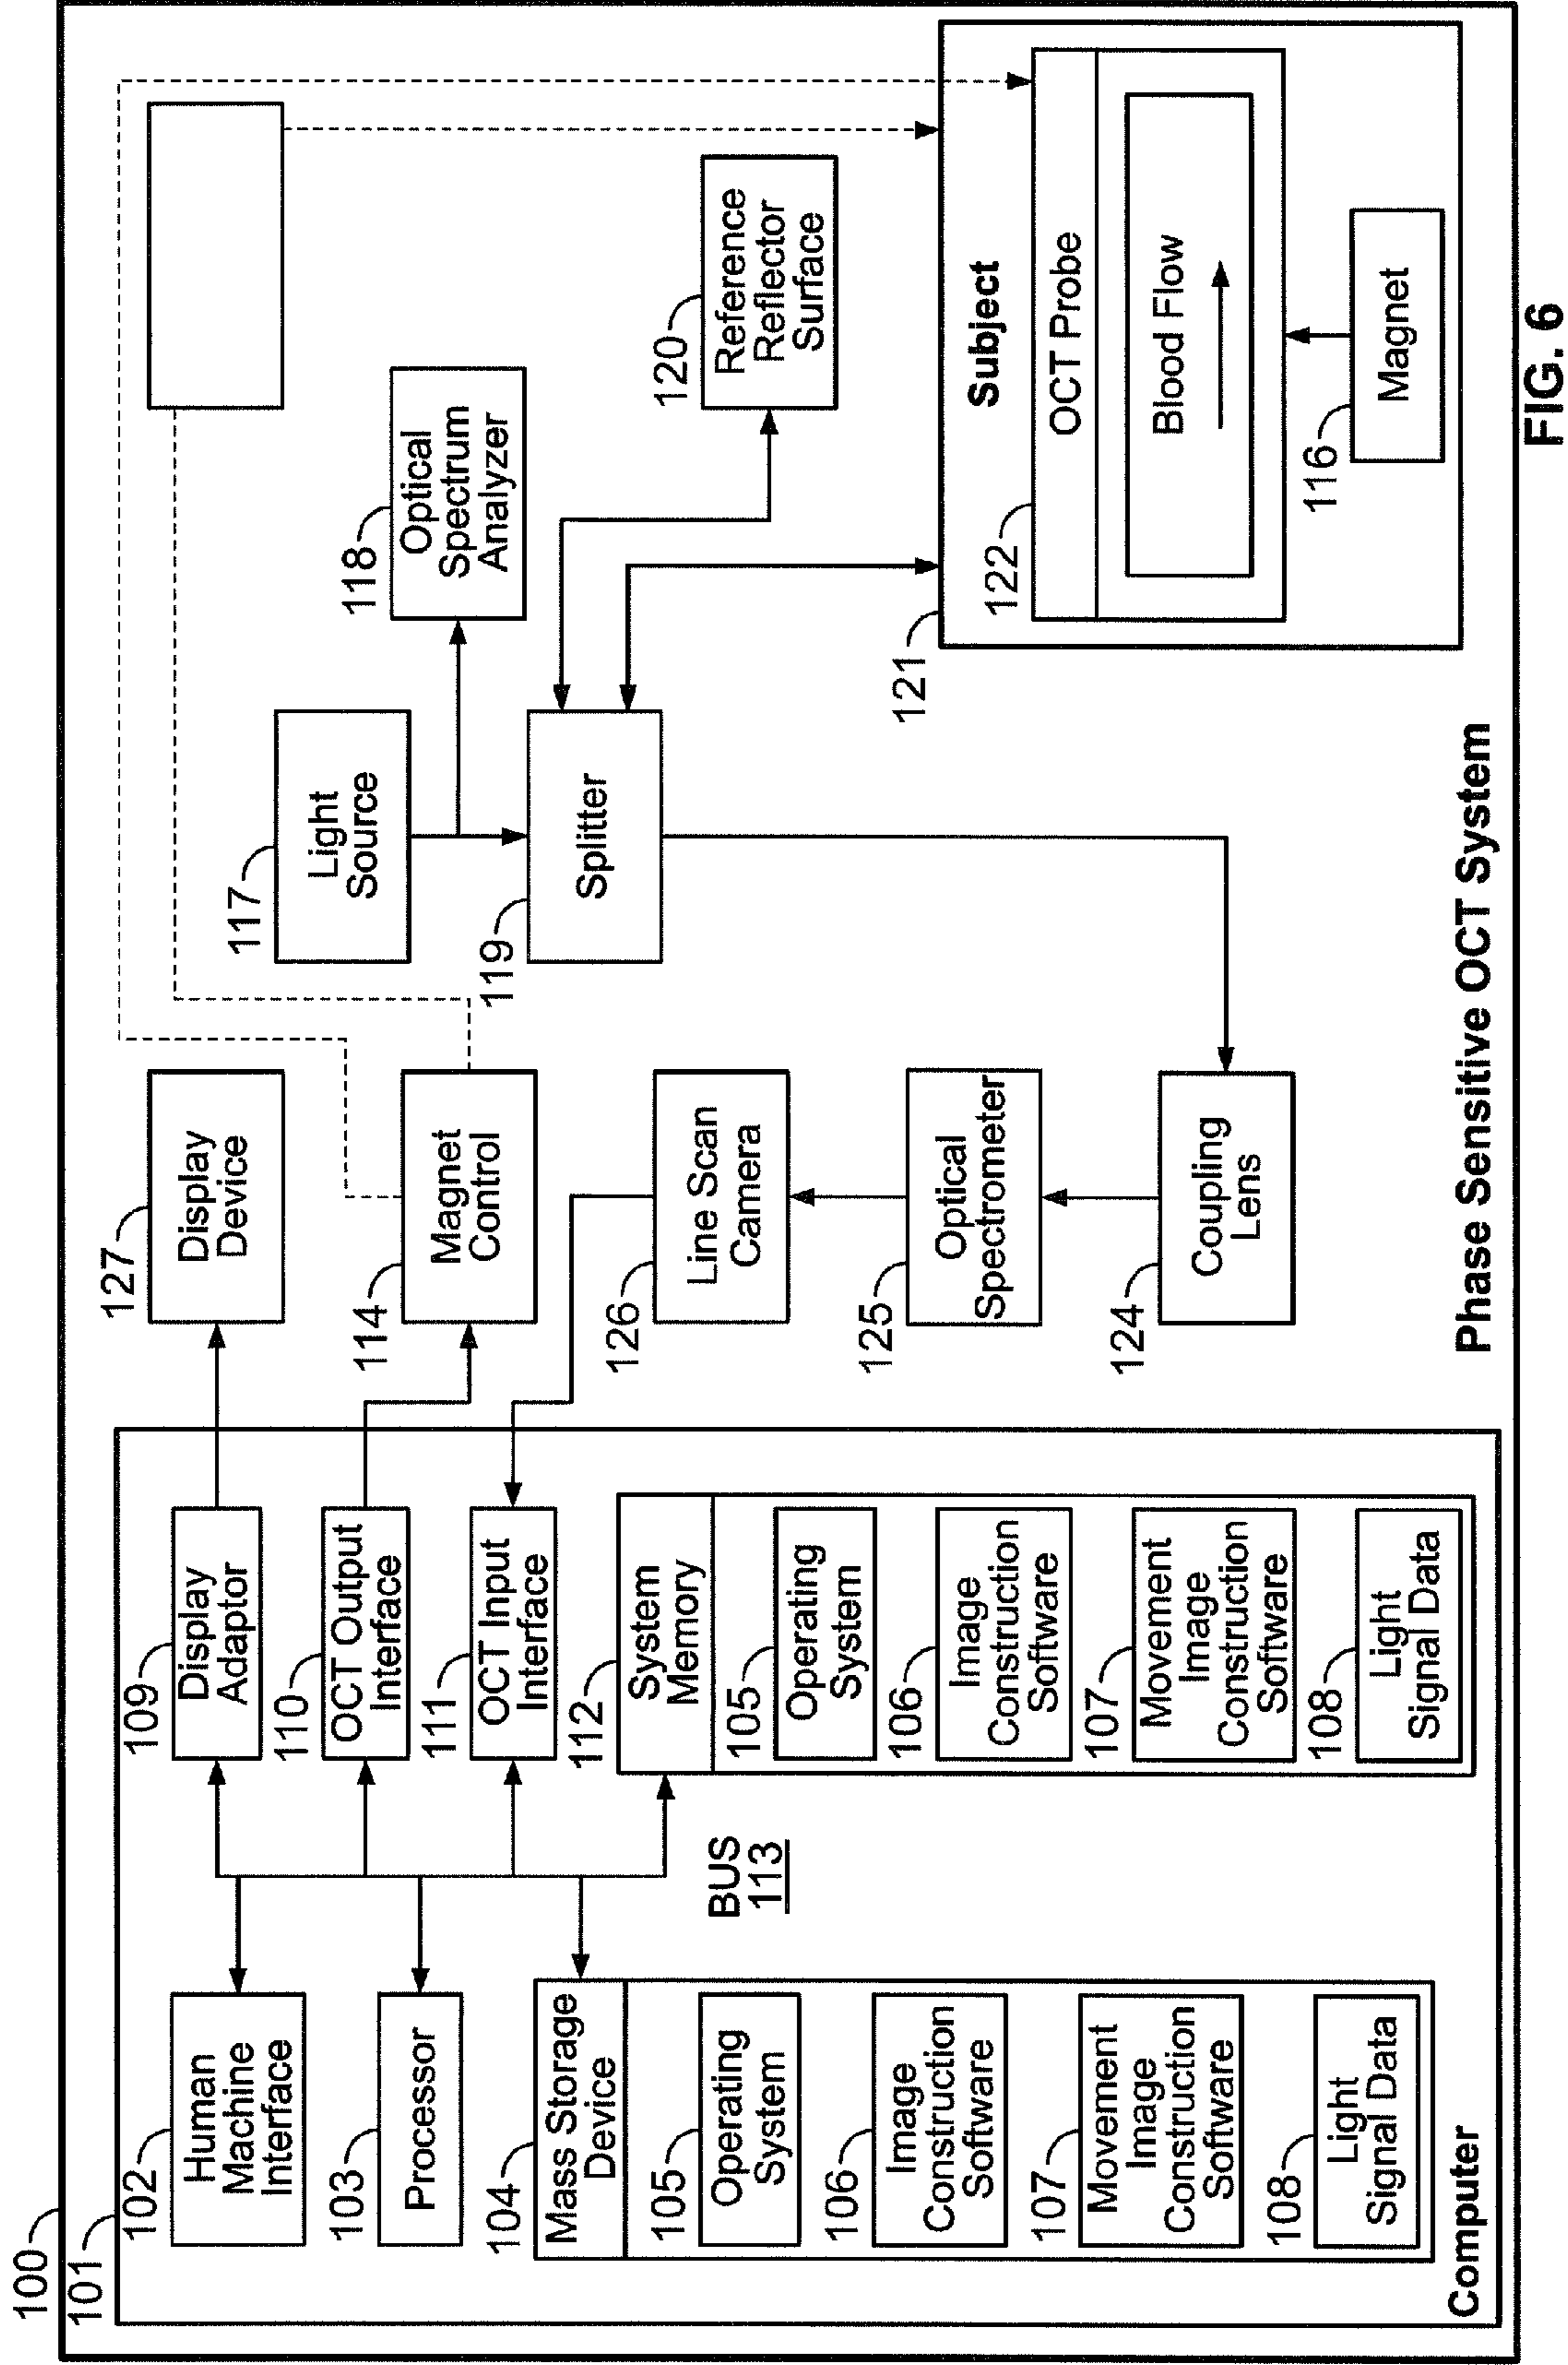 100
101
102
Human
Machine
Interface
103
Processor
104
Mass Storage
Device
105
Operating
System
106
Image
Construction
Software
107
Movement
Image
Construction
Software
108
Light
Signal Data
Computer
BUS
113
109
Display
Adaptor
110
OCT Output
Interface
111
OCT Input
Interface
112
System
Memory
105
Operating
System
106
Image
Construction
Software
107
Movement
Image
Construction
Software
108
Light
Signal Data
127
Display
Device
114
Magnet
Control
126
Line Scan
Camera
125
Optical
Spectrometer
124
Coupling
Lens
117
Light
Source
118
Optical
Spectrum
Analyzer
119
Splitter
120
Reference
Reflector
Surface
121
Subject
122
OCT Probe
Blood Flow
116
Magnet
Phase Sensitive OCT System
FIG. 6